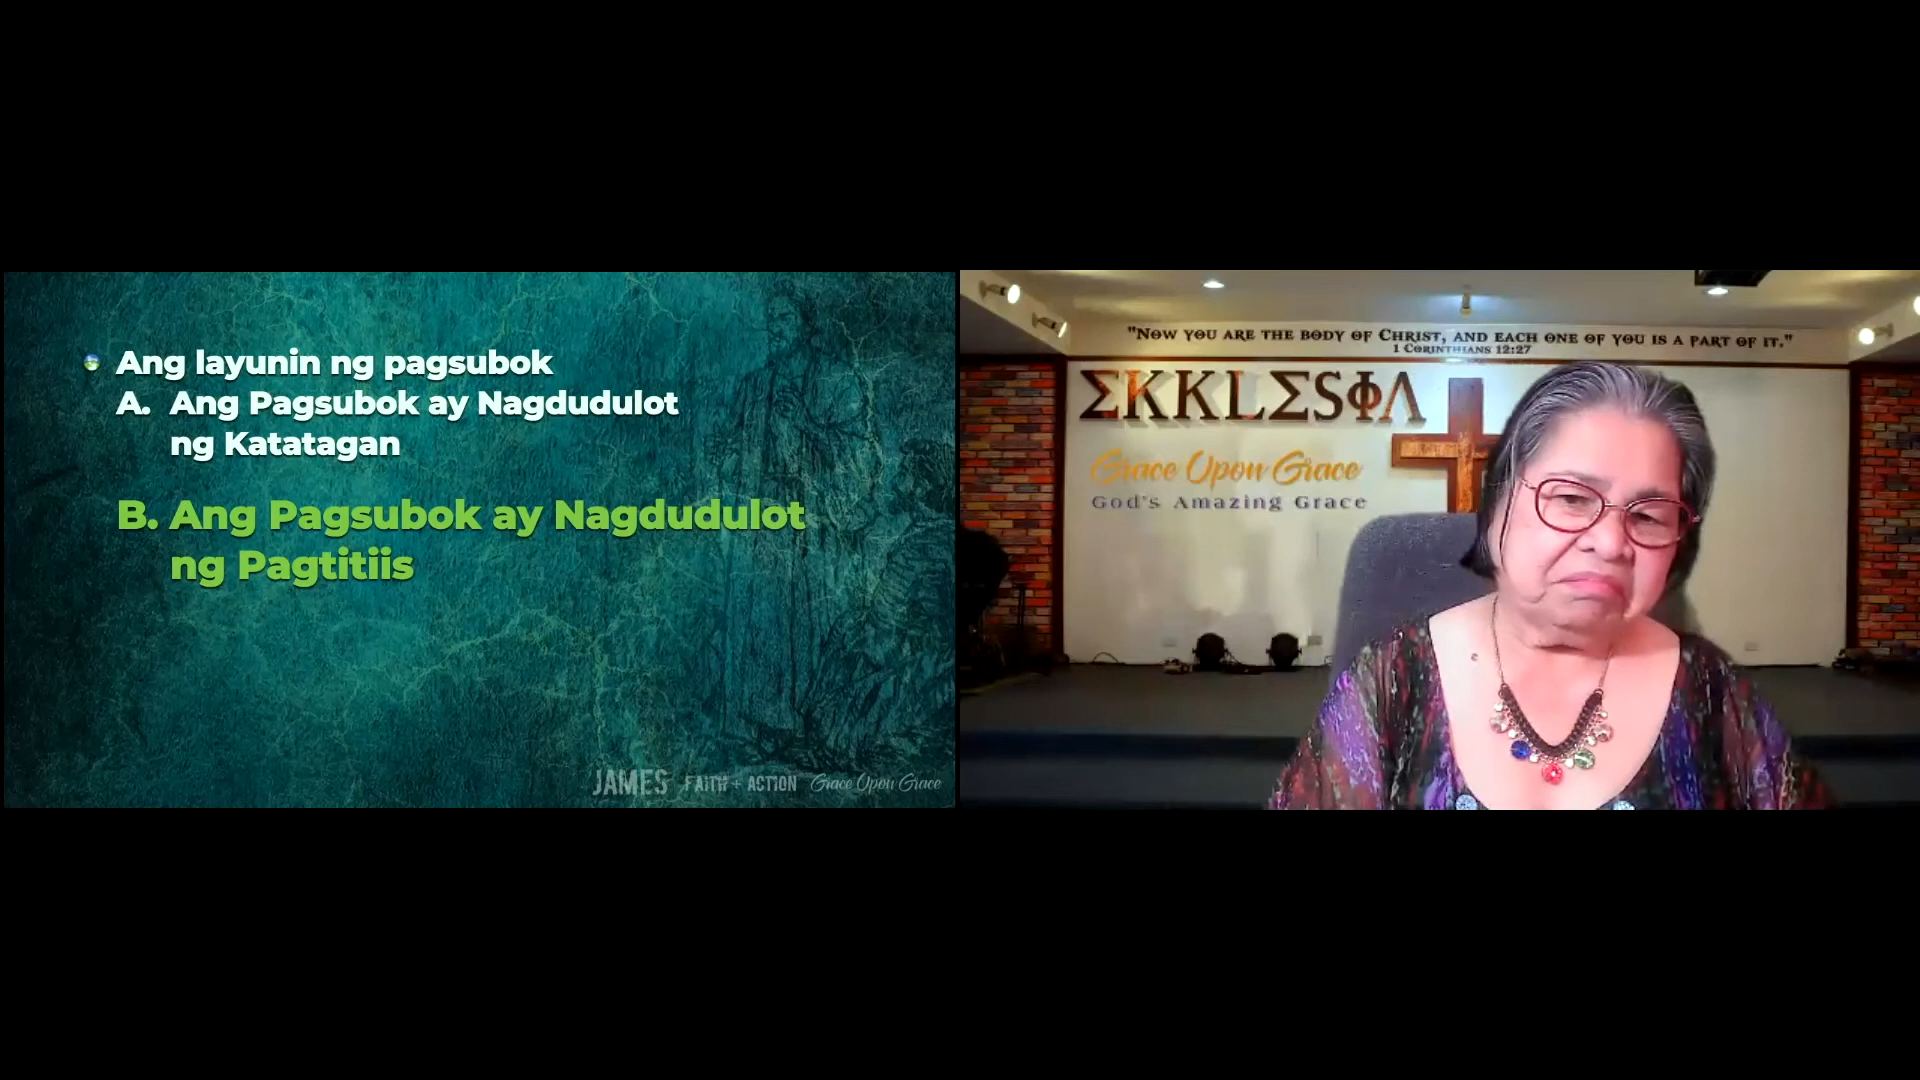 Ang layunin ng pagsubok
A. Ang Pagsubok ay Nagdudulot
ng Katatagan
B. Ang Pagsubok ay Nagdudulot
ng Pagtitiis
JAMES FAITH + ACTION Grace Upon Grace
"Now you are the body of Christ, and each one of you is a part of it."
1 Corinthians 12:27
ΣKKLΣSΦΛ
Grace Upon Grace
God's Amazing Grace